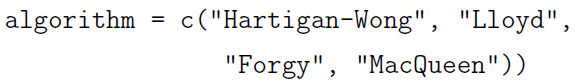 algorithm = c("Hartigan-Wong", "Lloyd",
"Forgy", "MacQueen"))